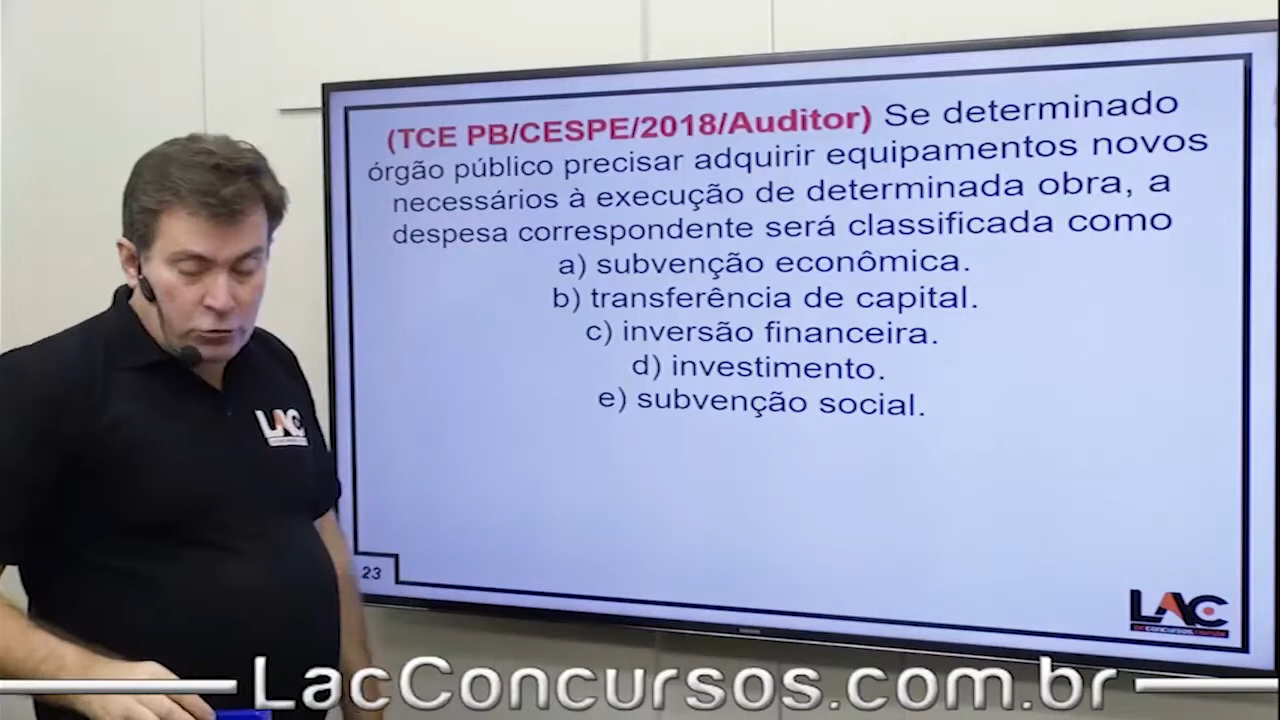 (TCE PB/CESPE/2018/Auditor) Se determinado
órgão público precisar adquirir equipamentos novos
necessários à execução de determinada obra, a
despesa correspondente será classificada como
a) subvenção econômica.
b) transferência de capital.
c) inversão financeira.
d) investimento.
e) subvenção social.
LAC
23
LAC
LacConcursos.com.br